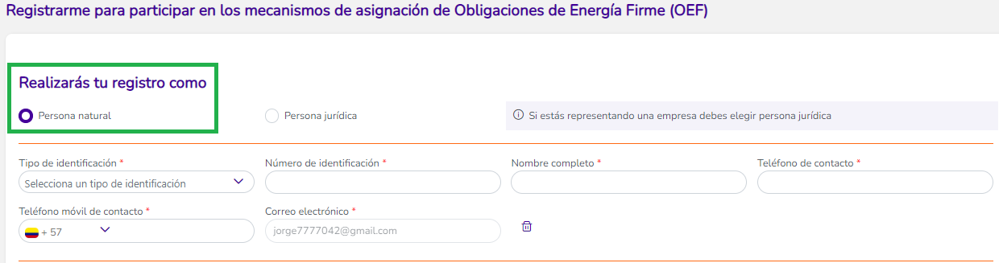 Registrarme para participar en los mecanismos de asignación de Obligaciones de Energía Firme (OEF)
Realizarás tu registro como
Persona natural
Persona jurídica
Si estás representando una empresa debes elegir persona jurídica
Tipo de identificación *
Número de identificación *
Nombre completo *
Teléfono de contacto *
Selecciona un tipo de identificación
Teléfono móvil de contacto *
Correo electrónico *
+ 57
jorge7777042@gmail.com